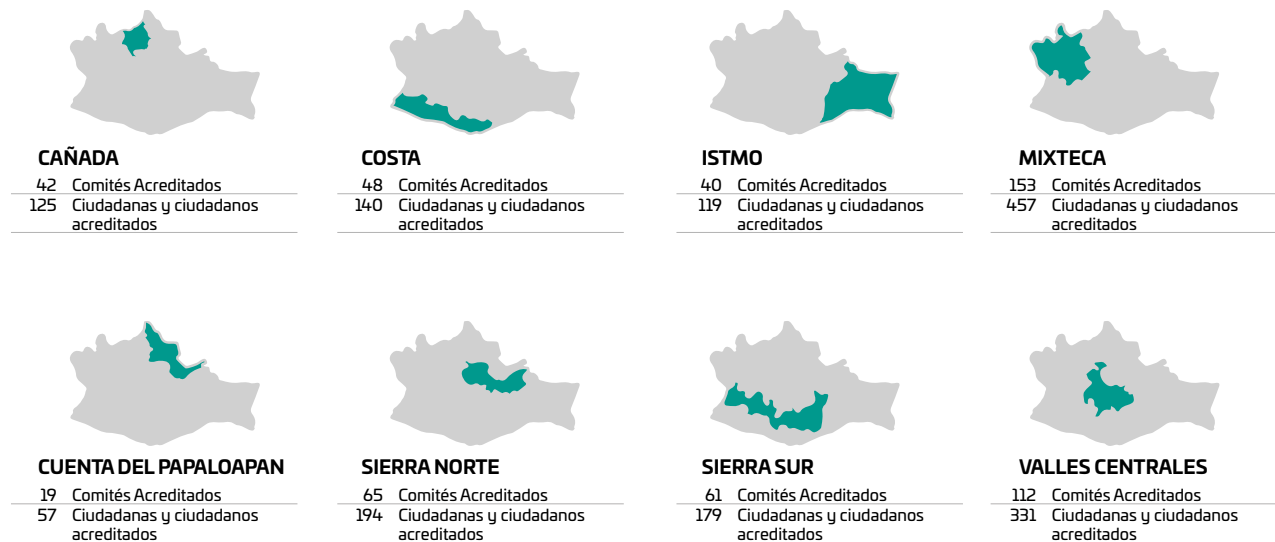 CAÑADA
42 Comités Acreditados
125 Ciudadanas y ciudadanos
acreditados
COSTA
48 Comités Acreditados
140 Ciudadanas y ciudadanos
acreditados
ISTMO
40 Comités Acreditados
119 Ciudadanas y ciudadanos
acreditados
MIXTECA
153 Comités Acreditados
457 Ciudadanas y ciudadanos
acreditados
CUENTA DEL PAPALOAPAN
19 Comités Acreditados
57 Ciudadanas y ciudadanos
acreditados
SIERRA NORTE
65 Comités Acreditados
194 Ciudadanas y ciudadanos
acreditados
SIERRA SUR
61 Comités Acreditados
179 Ciudadanas y ciudadanos
acreditados
VALLES CENTRALES
112 Comités Acreditados
331 Ciudadanas y ciudadanos
acreditados